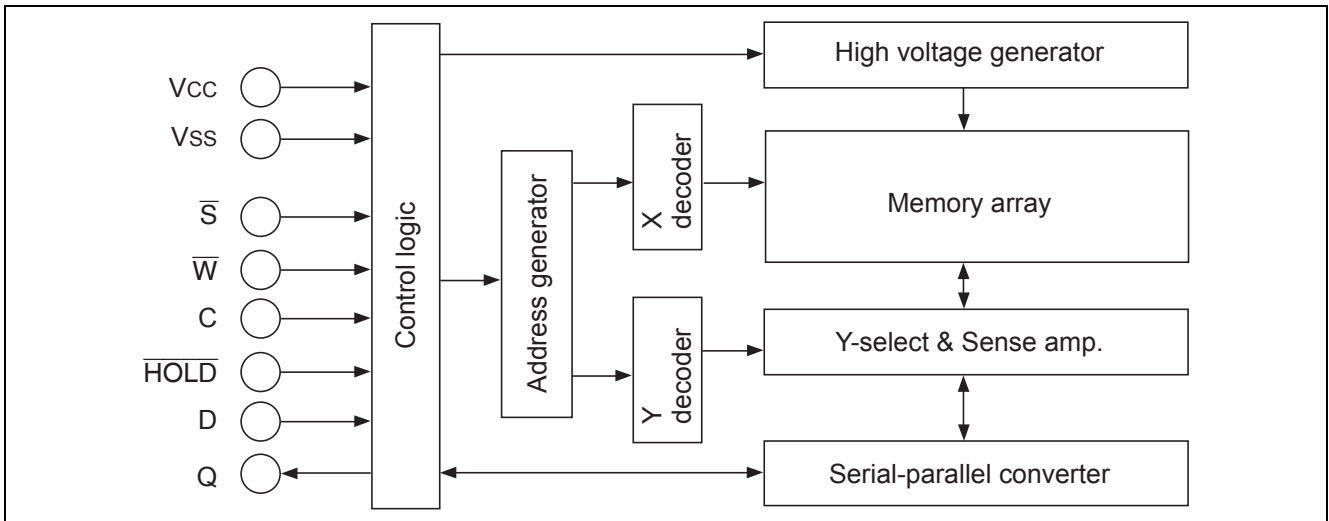 High voltage generator
VCC
VSS
S̅
W̅
C
H̅O̅L̅D̅
D
Q
Control logic
Address generator
X
decoder
Y
decoder
Memory array
Y-select & Sense amp.
Serial-parallel converter